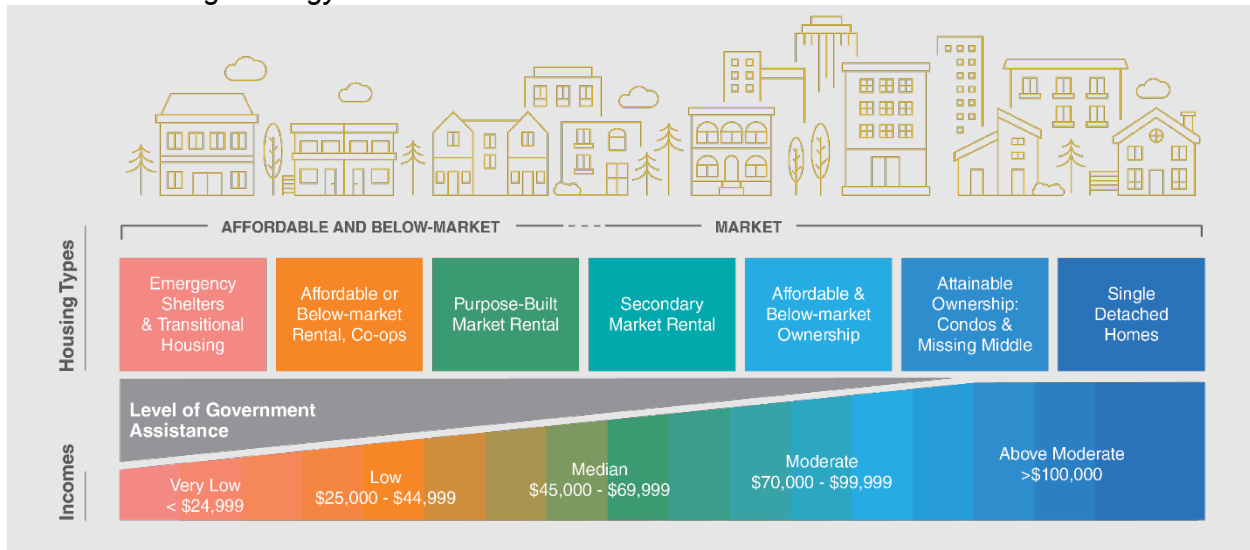 AFFORDABLE AND BELOW-MARKET
MARKET
Housing Types
Emergency
Shelters
& Transitional
Housing
Affordable or
Below-market
Rental, Co-ops
Purpose-Built
Market Rental
Secondary
Market Rental
Affordable &
Below-market
Ownership
Attainable
Ownership:
Condos &
Missing Middle
Single
Detached
Homes
Level of Government
Assistance
Incomes
Very Low
< $24,999
Low
$25,000 - $44,999
Median
$45,000 - $69,999
Moderate
$70,000 - $99,999
Above Moderate
>$100,000